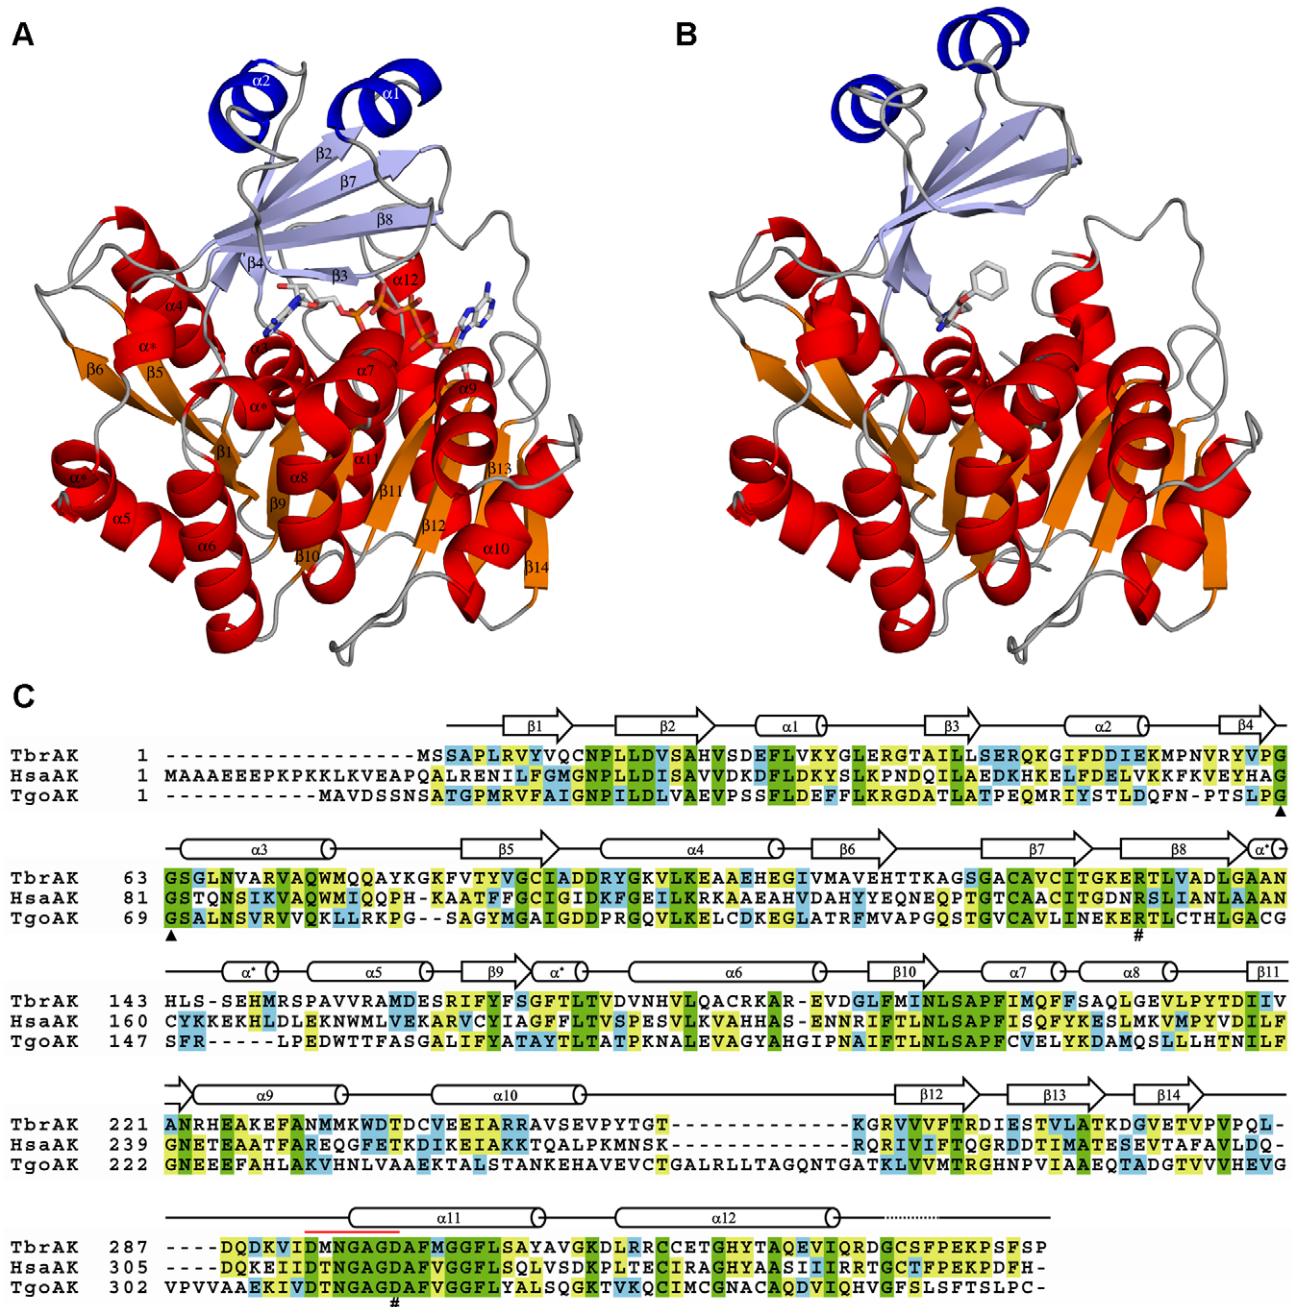 A
B
α2
α1
β2
β7
β8
β4
β3
α12
α4
α*
β6
β5
α7
α9
α*
β1
α11
α8
β13
α*
α5
β9
β11
β12
α6
β10
α10
β14
C
β1 β2 α1 β3 α2 β4
TbrAK 1 ------------------MSSAPLRVYVQCNPLLDVSAHVSDEFLVKYGLERGTAILLSERQKGIFDDIEKMPNVRYVPG
HsaAK 1 MAAAEEEPKPKKLKVEAPQALRENILFGMGNPLLDISAVVDKDFLDKYSLKPNDQILAEDKHKELFDELVKKFKVEYHAG
TgoAK 1 -----------MAVDSSNSATGPMRVFAIGNPILDLVAEVPSSFLDEFFLKRGDATLATPEQMRIYSTLDQFN-PTSLPG
▲
α3 β5 α4 β6 β7 β8 α*
TbrAK 63 GSGLNVARVAQWMQQAYKGKFVTYVGCIADDRYGKVLKEAAEHEGIVMAVEHTTKAGSGACAVCITGKERTLVADLGAAN
HsaAK 81 GSTQNSIKVAQWMIQKPH-KAATFFGCIGIDKFGEILKRKAAEAHVDAHYYEQNEQPTGTCAACITGDNRSLIANLAAAN
TgoAK 69 GSALNSVRVVQKLLRKPG--SAGYMGAIGDDPRGQVLKELCDKEGLATRFMVAPGQSTGVCAVLINEKERTLCTHLGACG
▲ #
α* α5 β9 α* α6 β10 α7 α8 β11
TbrAK 143 HLS-SEHMRSPAVVRAMDESRIFYFSGFTLTVDVNHVLQACRKAR-EVDGLFMINLSAPFIMQFFSAQLGEVLPYTDIIV
HsaAK 160 CYKKEKHLDLEKNWMLVEKARVCYIAGFFLTVSPESVLKVAHHAS-ENNRIFTLNLSAPFISQFYKESLMKVMPYVDILF
TgoAK 147 SFR-----LPEDWTTFASGALIFYATAYTLTATPKNALEVAGYAHGIPNAIFTLNLSAPFCVELYKDAMQSLLLHTNILF
α9 α10 β12 β13 β14
TbrAK 221 ANRHEAKEFANMMKWDTDCVEEIARRAVSEVPYTGT-------------KGRVVVFTRDIESTVLATKDGVETVPVPQL-
HsaAK 239 GNETEAATFAREQGFETKDIKEIAKKTQALPKMNSK-------------RQRIVIFTQGRDDTIMATESEVTAFAVLDQ-
TgoAK 222 GNEEEFAHLAKVHNLVAAEKTALSTANKEHAVEVCTGALRLLTAGQNTGATKLVVMTRGHNPVIAAEQTADGTVVVHEVG
α11 α12
TbrAK 287 ----DQDKVIDMNGAGDAFMGGFLSAYAVGKDLRRCCETGHYTAQEVIQRDGCSFPEKPSFSP
HsaAK 305 ----DQKEIIDTNGAGDAFVGGFLSQLVSDKPLTECIRAGHYAASIIIRRTGCTFPEKPDFH-
TgoAK 302 VPVVAAEKIVDTNGAGDAFVGGFLYALSQGKTVKQCIMCGNACAQDVIQHVGFSLSFTSLPC-
#